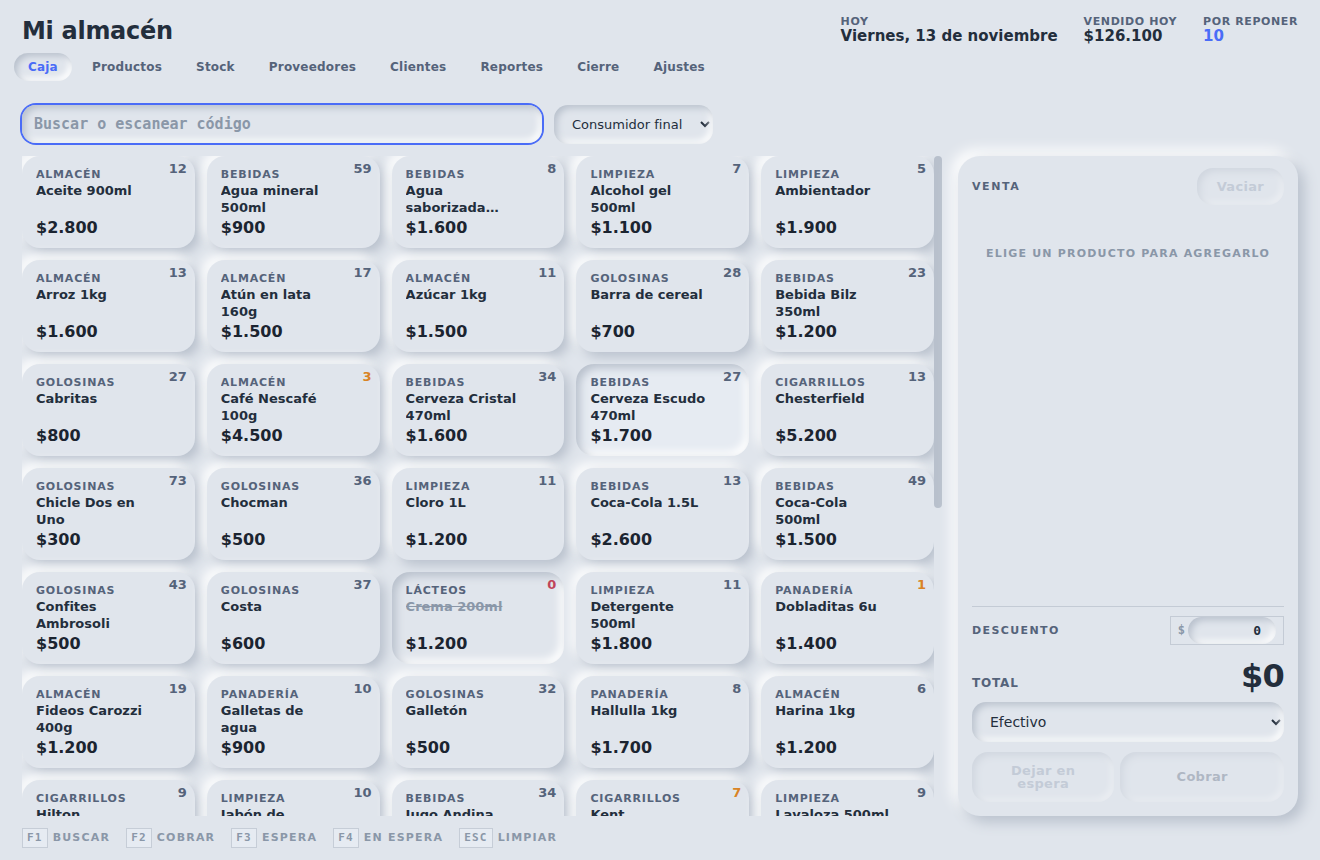 Mi almacén
HOY
Viernes, 13 de noviembre
VENDIDO HOY
$126.100
POR REPONER
10
Caja
Productos
Stock
Proveedores
Clientes
Reportes
Cierre
Ajustes
Buscar o escanear código
Consumidor final
ALMACÉN
12
Aceite 900ml
$2.800
BEBIDAS
59
Agua mineral
500ml
$900
BEBIDAS
8
Agua
saborizada…
$1.600
LIMPIEZA
7
Alcohol gel
500ml
$1.100
LIMPIEZA
5
Ambientador
$1.900
ALMACÉN
13
Arroz 1kg
$1.600
ALMACÉN
17
Atún en lata
160g
$1.500
ALMACÉN
11
Azúcar 1kg
$1.500
GOLOSINAS
28
Barra de cereal
$700
BEBIDAS
23
Bebida Bilz
350ml
$1.200
GOLOSINAS
27
Cabritas
$800
ALMACÉN
3
Café Nescafé
100g
$4.500
BEBIDAS
34
Cerveza Cristal
470ml
$1.600
BEBIDAS
27
Cerveza Escudo
470ml
$1.700
CIGARRILLOS
13
Chesterfield
$5.200
GOLOSINAS
73
Chicle Dos en
Uno
$300
GOLOSINAS
36
Chocman
$500
LIMPIEZA
11
Cloro 1L
$1.200
BEBIDAS
13
Coca-Cola 1.5L
$2.600
BEBIDAS
49
Coca-Cola
500ml
$1.500
GOLOSINAS
43
Confites
Ambrosoli
$500
GOLOSINAS
37
Costa
$600
LÁCTEOS
0
Crema 200ml
$1.200
LIMPIEZA
11
Detergente
500ml
$1.800
PANADERÍA
1
Dobladitas 6u
$1.400
ALMACÉN
19
Fideos Carozzi
400g
$1.200
PANADERÍA
10
Galletas de
agua
$900
GOLOSINAS
32
Galletón
$500
PANADERÍA
8
Hallulla 1kg
$1.700
ALMACÉN
6
Harina 1kg
$1.200
CIGARRILLOS
9
Hilton
LIMPIEZA
10
Jabón de
BEBIDAS
34
Jugo Andina
CIGARRILLOS
7
Kent
LIMPIEZA
9
Lavaloza 500ml
VENTA
Vaciar
ELIGE UN PRODUCTO PARA AGREGARLO
DESCUENTO
$ 0
TOTAL
$0
Efectivo
Dejar en
espera
Cobrar
F1 BUSCAR
F2 COBRAR
F3 ESPERA
F4 EN ESPERA
ESC LIMPIAR